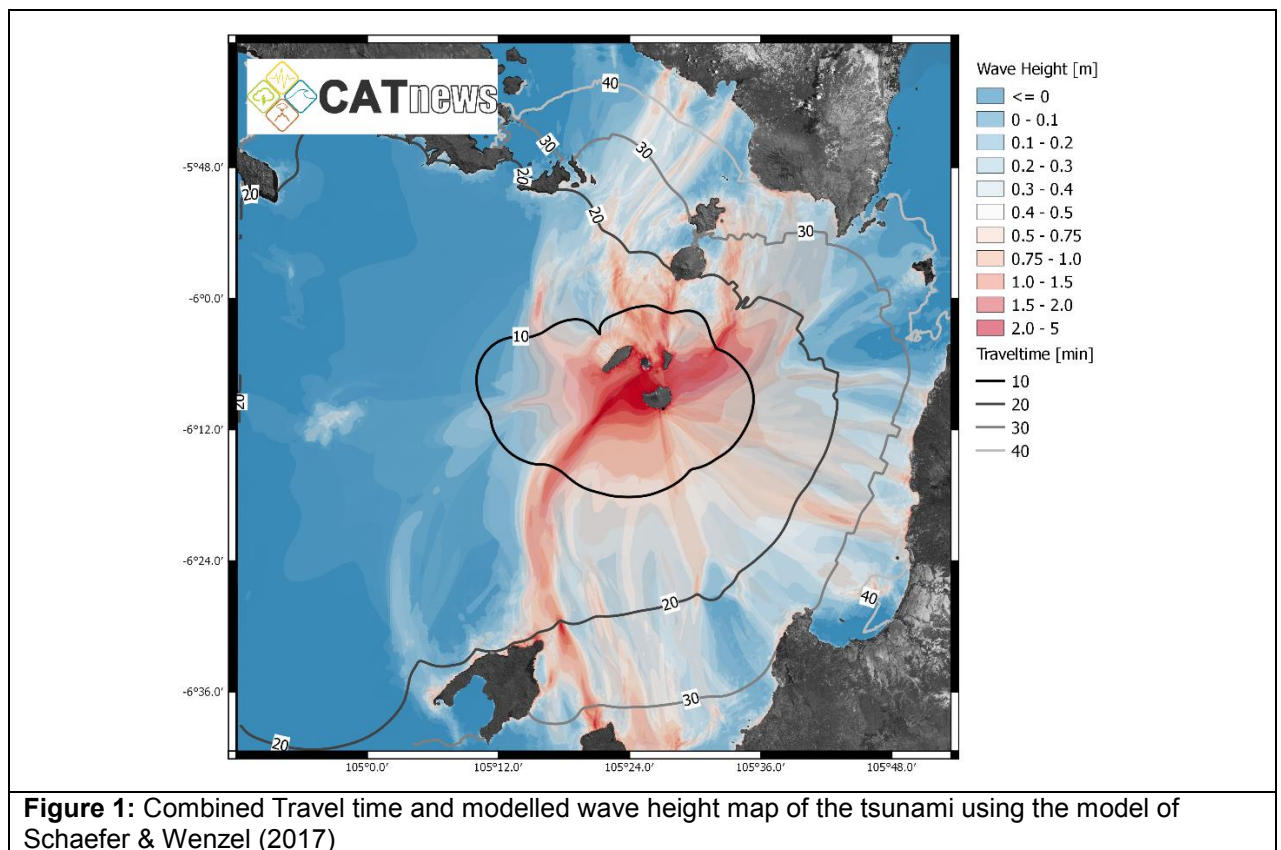 CATnews
40
30
30
20
20
20
20
30
10
20
20
40
30
20
-5°48.0'
-6°0.0'
-6°12.0'
-6°24.0'
-6°36.0'
105°0.0'
105°12.0'
105°24.0'
105°36.0'
105°48.0'
Wave Height [m]
<= 0
0 - 0.1
0.1 - 0.2
0.2 - 0.3
0.3 - 0.4
0.4 - 0.5
0.5 - 0.75
0.75 - 1.0
1.0 - 1.5
1.5 - 2.0
2.0 - 5
Traveltime [min]
10
20
30
40
Figure 1: Combined Travel time and modelled wave height map of the tsunami using the model of
Schaefer & Wenzel (2017)